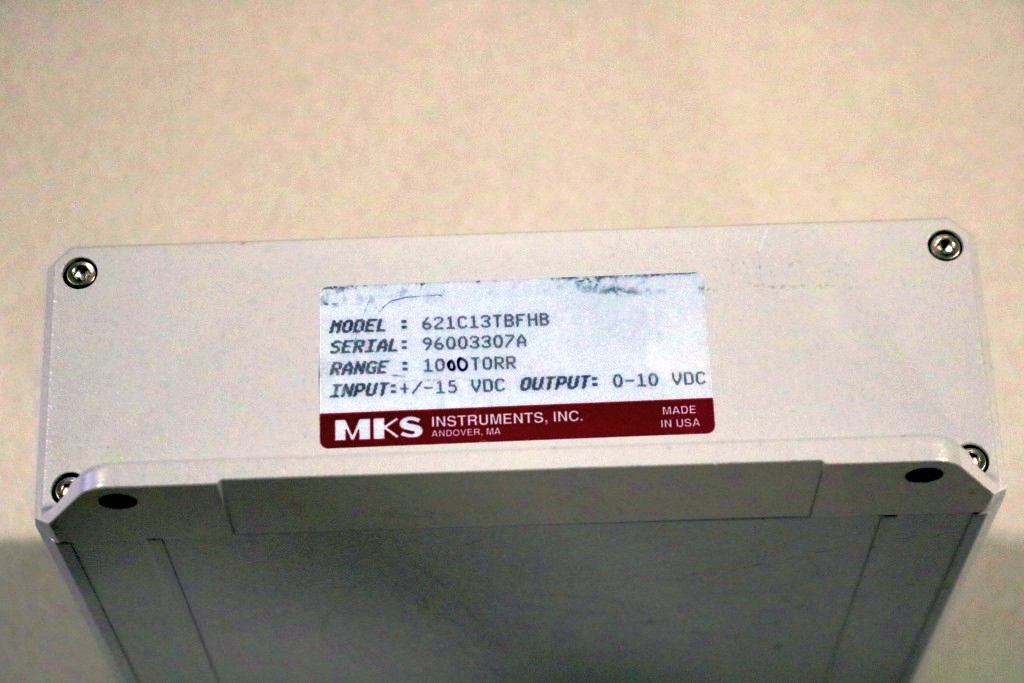 MODEL : 621C13TBFHB
SERIAL: 96003307A
RANGE : 1000TORR
INPUT:+/-15 VDC OUTPUT: 0-10 VDC
MKS INSTRUMENTS, INC.
ANDOVER, MA
MADE
IN USA